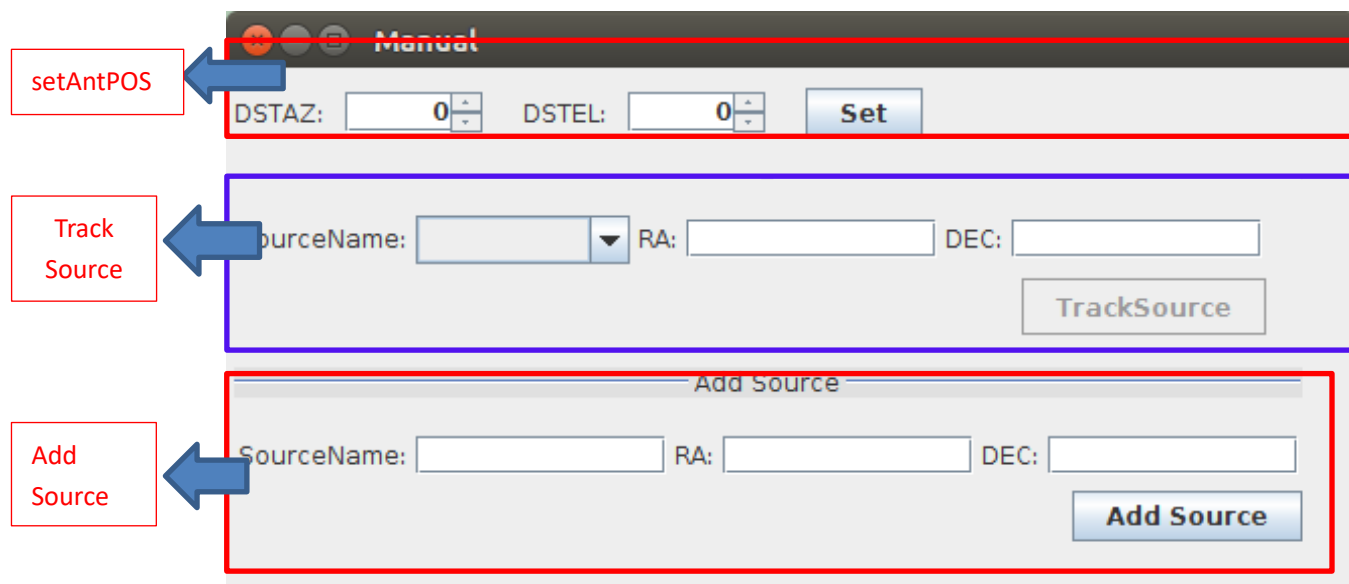 Manual
setAntPOS
DSTAZ: 0 DSTEL: 0 Set
Track
Source
ourceName: RA: DEC:
TrackSource
Add Source
Add
Source
SourceName: RA: DEC:
Add Source